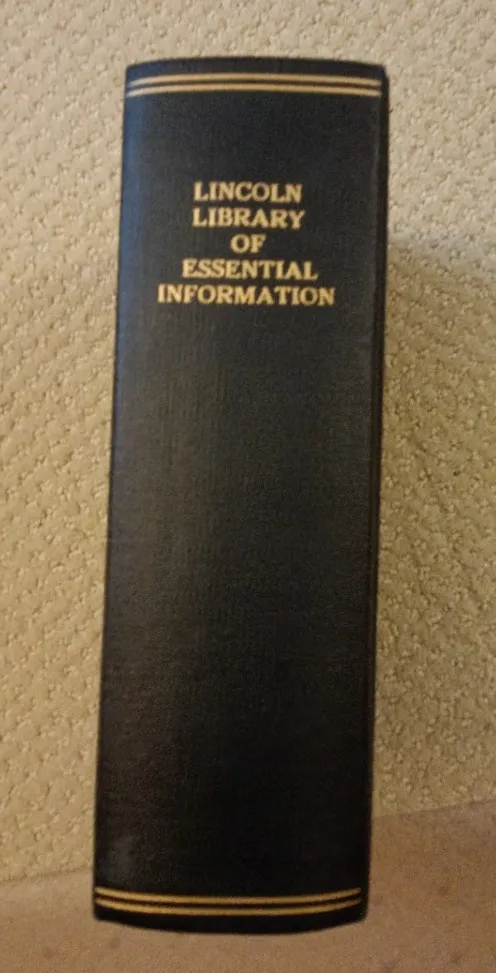 LINCOLN
LIBRARY
OF
ESSENTIAL
INFORMATION